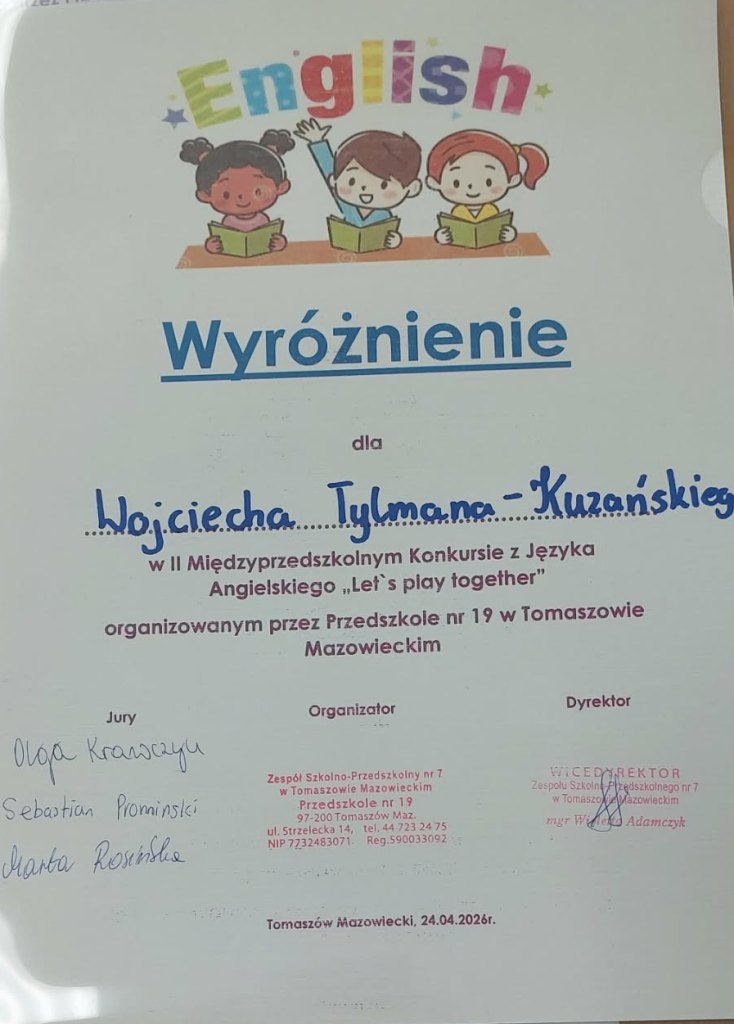 English
Wyróżnienie
dla
Wojciecha Tylmana-Kuzańskieg
w II Międzyprzedszkolnym Konkursie z Języka
Angielskiego „Let`s play together”
organizowanym przez Przedszkole nr 19 w Tomaszowie
Mazowieckim
Jury
Olga Krawczyk
Sebastian Promiński
Marta Rosińska
Organizator
Zespół Szkolno-Przedszkolny nr 7
w Tomaszowie Mazowieckim
Przedszkole nr 19
97-200 Tomaszów Maz.
ul. Strzelecka 14, tel. 44 723 24 75
NIP 7732483071 Reg.590033092
Dyrektor
WICEDYREKTOR
Zespołu Szkolno-Przedszkolnego nr 7
w Tomaszowie Mazowieckim
mgr Wioletta Adamczyk
Tomaszów Mazowiecki, 24.04.2026r.